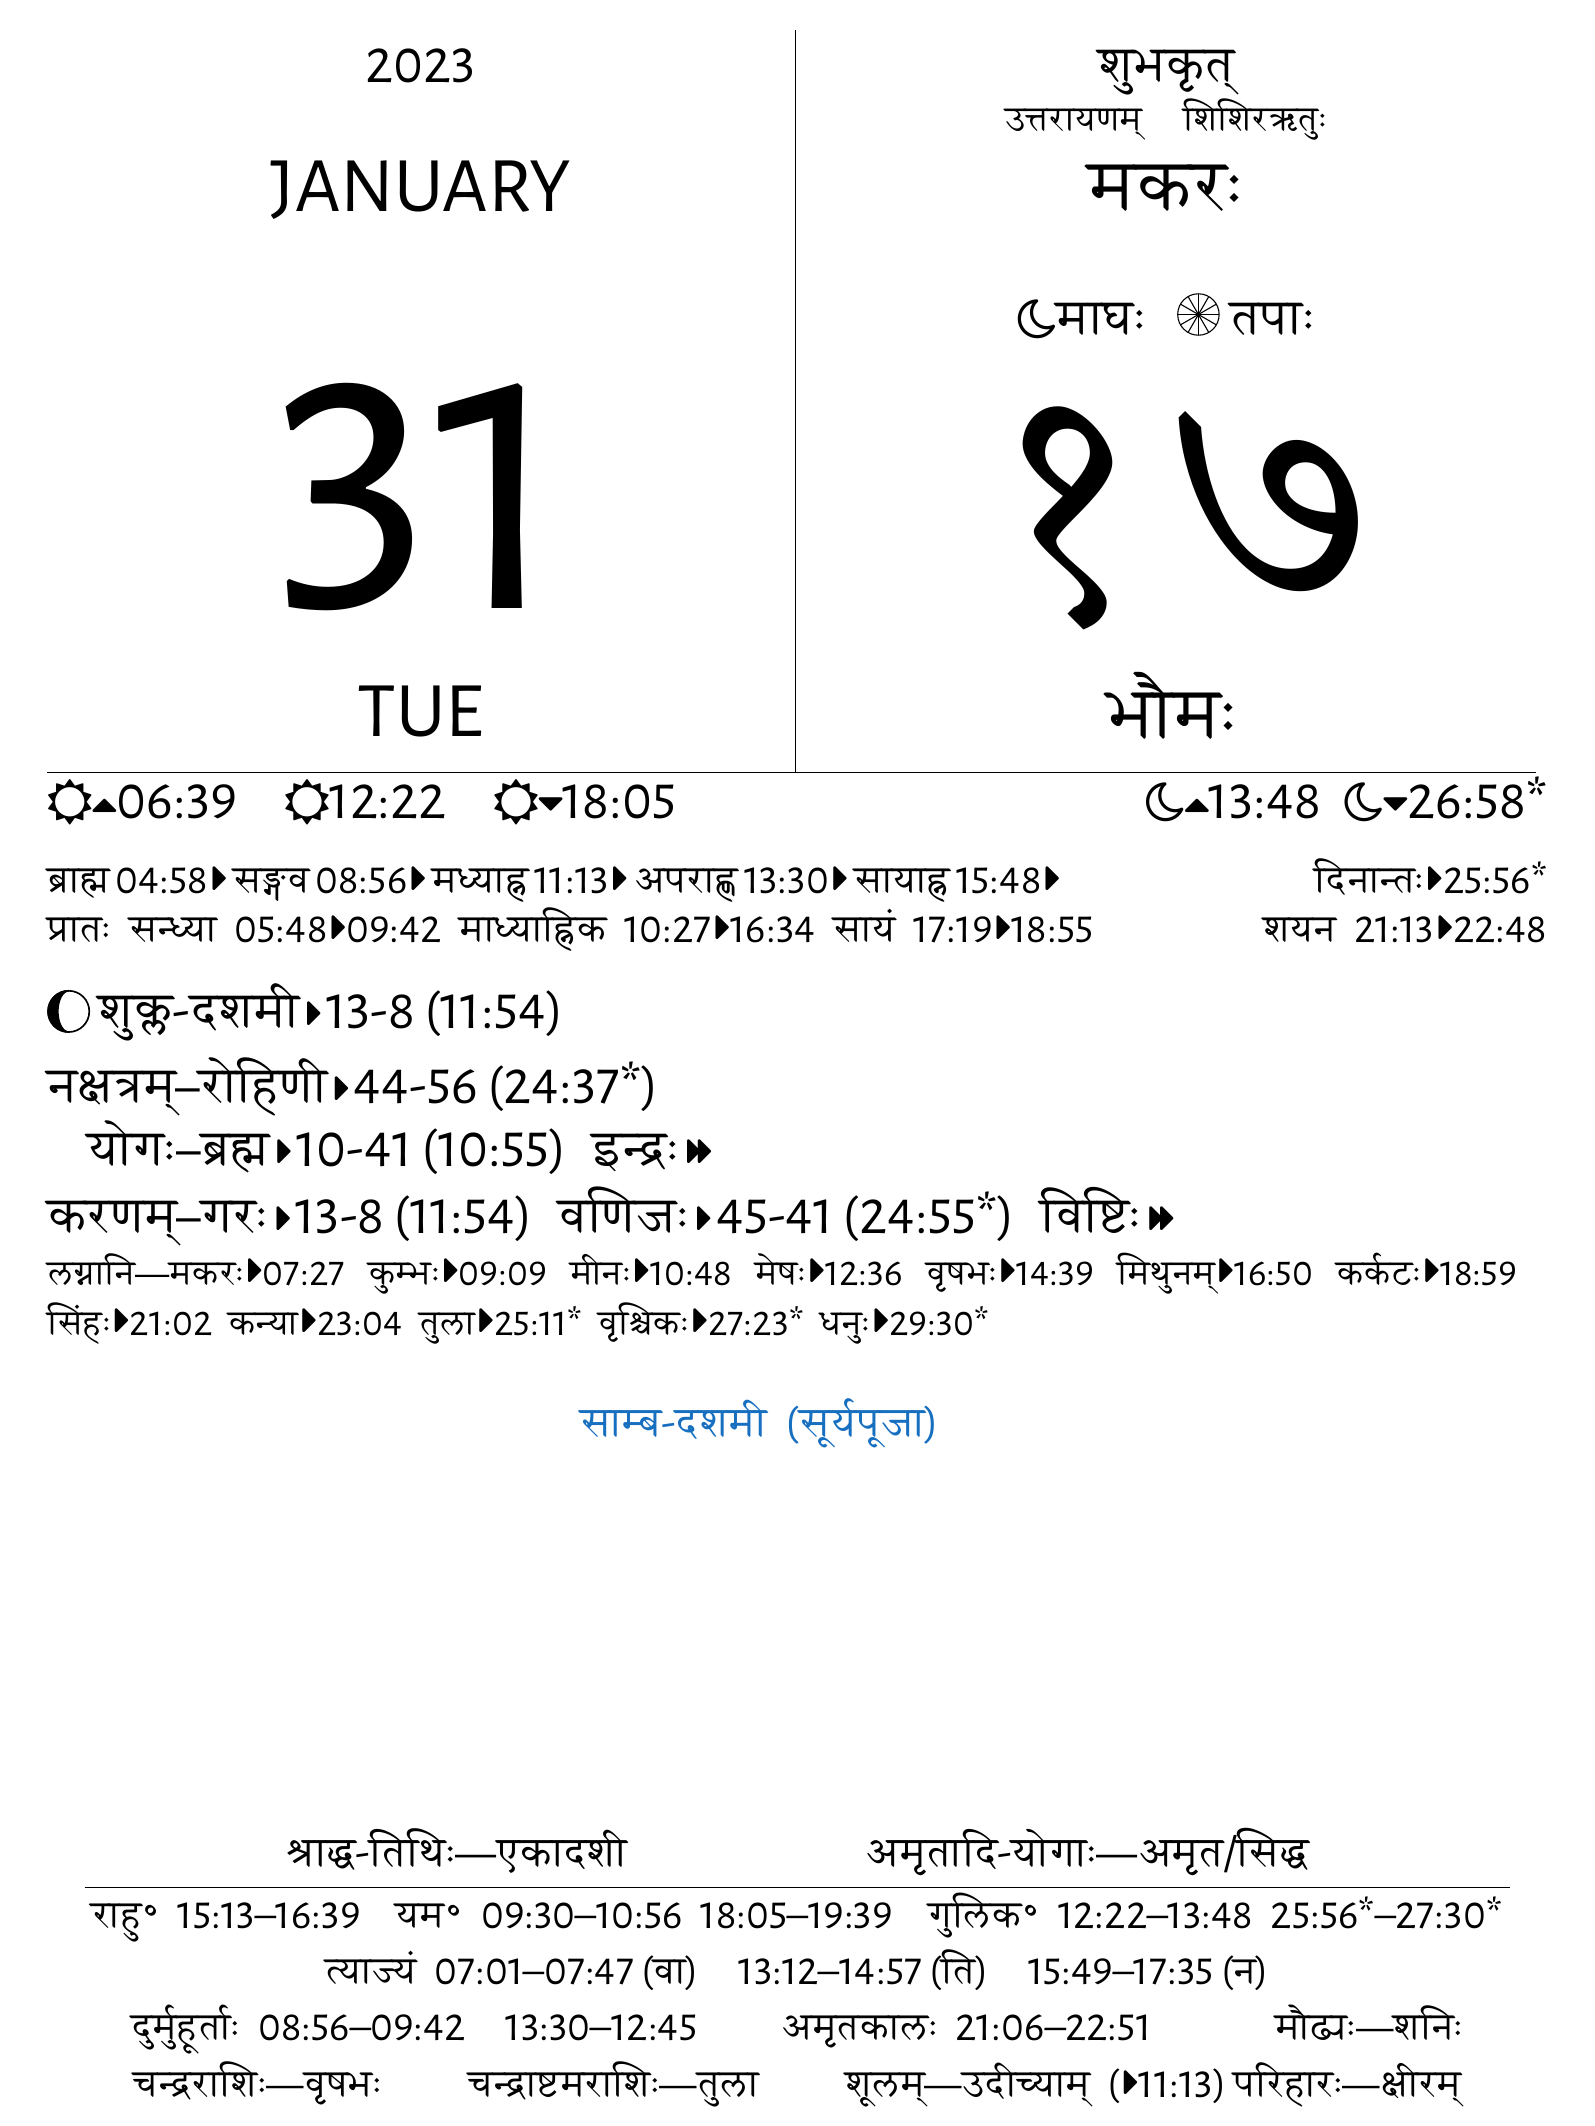 2023
JANUARY
31
TUE
शुभकृत्
उत्तरायणम् शिशिरऋतुः
मकरः
माघः तपाः
१७
भौमः
06:39 12:22 18:05 13:48 26:58*
ब्राह्म 04:58 सङ्गव 08:56 मध्याह्न 11:13 अपराह्ण 13:30 सायाह्न 15:48 दिनान्तः 25:56*
प्रातः सन्ध्या 05:48 09:42 माध्याह्निक 10:27 16:34 सायं 17:19 18:55 शयन 21:13 22:48
शुक्ल-दशमी 13-8 (11:54)
नक्षत्रम्–रोहिणी 44-56 (24:37*)
योगः–ब्रह्म 10-41 (10:55) इन्द्रः
करणम्–गरः 13-8 (11:54) वणिजः 45-41 (24:55*) विष्टिः
लग्नानि—मकरः 07:27 कुम्भः 09:09 मीनः 10:48 मेषः 12:36 वृषभः 14:39 मिथुनम् 16:50 कर्कटः 18:59
सिंहः 21:02 कन्या 23:04 तुला 25:11* वृश्चिकः 27:23* धनुः 29:30*
साम्ब-दशमी (सूर्यपूजा)
श्राद्ध-तिथिः—एकादशी अमृतादि-योगाः—अमृत/सिद्ध
राहु॰ 15:13–16:39 यम॰ 09:30–10:56 18:05–19:39 गुलिक॰ 12:22–13:48 25:56*–27:30*
त्याज्यं 07:01–07:47 (वा) 13:12–14:57 (ति) 15:49–17:35 (न)
दुर्मुहूर्ताः 08:56–09:42 13:30–12:45 अमृतकालः 21:06–22:51 मौढ्यः—शनिः
चन्द्रराशिः—वृषभः चन्द्राष्टमराशिः—तुला शूलम्—उदीच्याम् (11:13) परिहारः—क्षीरम्